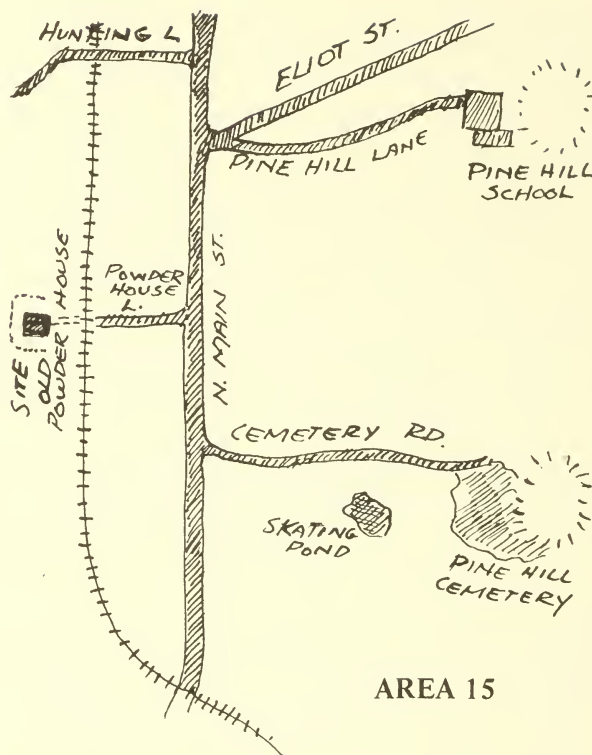 HUNTING L
ELIOT ST.
PINE HILL LANE
PINE HILL
SCHOOL
POWDER
HOUSE
L.
N. MAIN ST.
SITE OLD
POWDER HOUSE
CEMETERY RD.
SKATING
POND
PINE HILL
CEMETERY
AREA 15